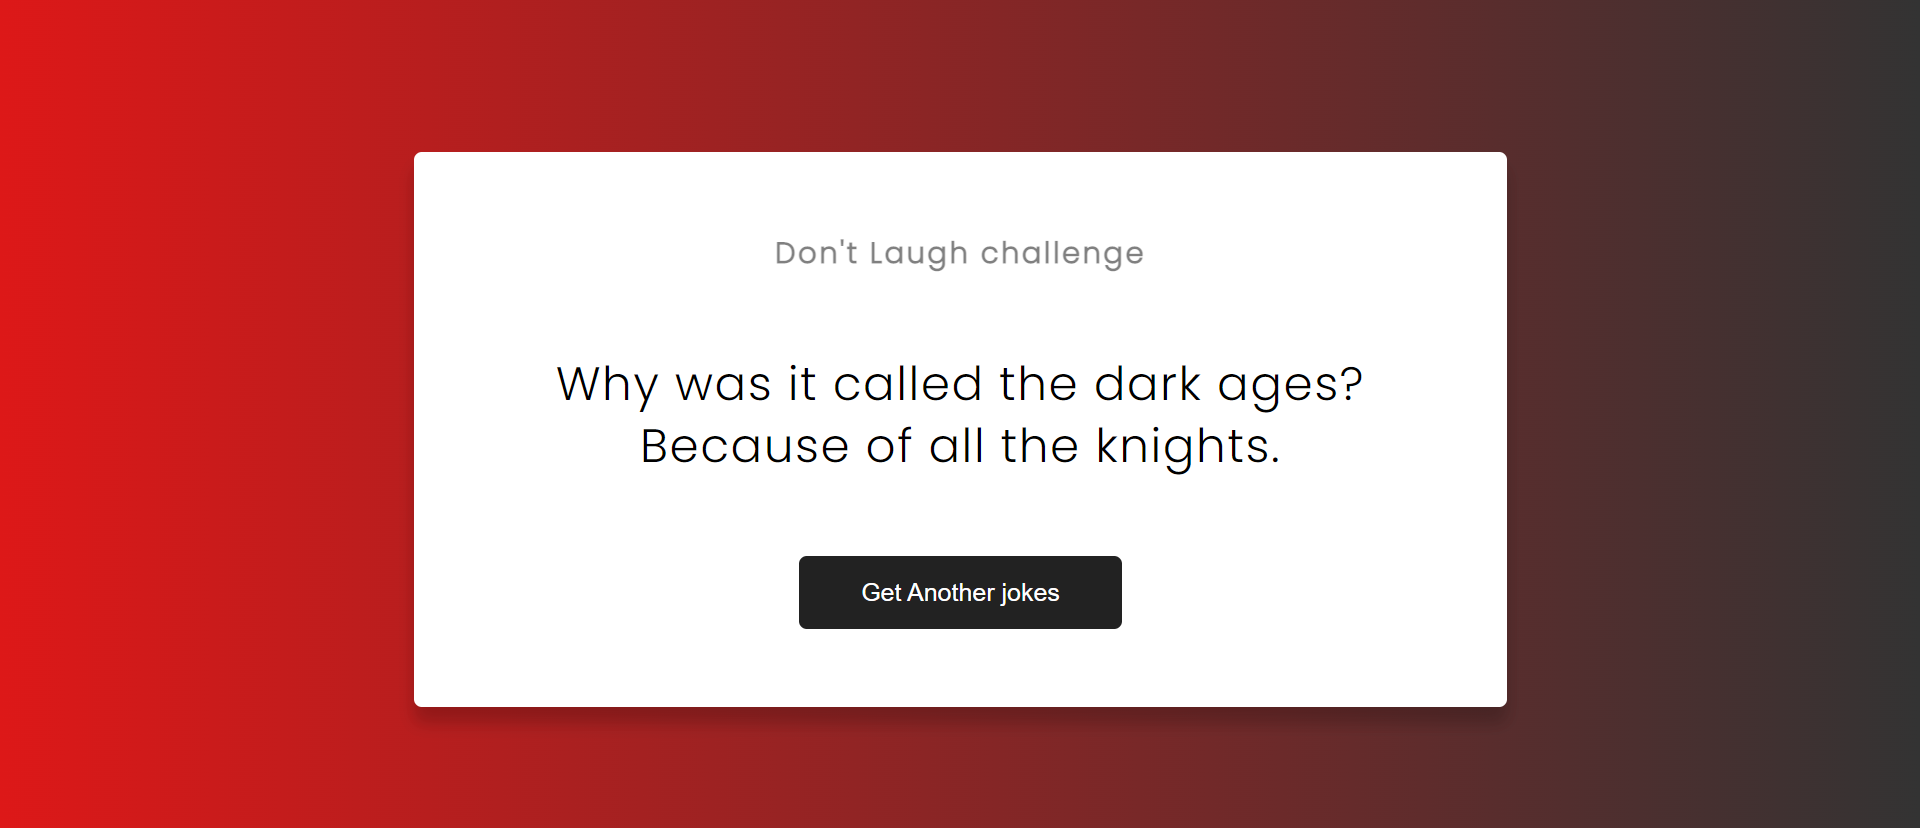 Don't Laugh challenge
Why was it called the dark ages?
Because of all the knights.
Get Another jokes